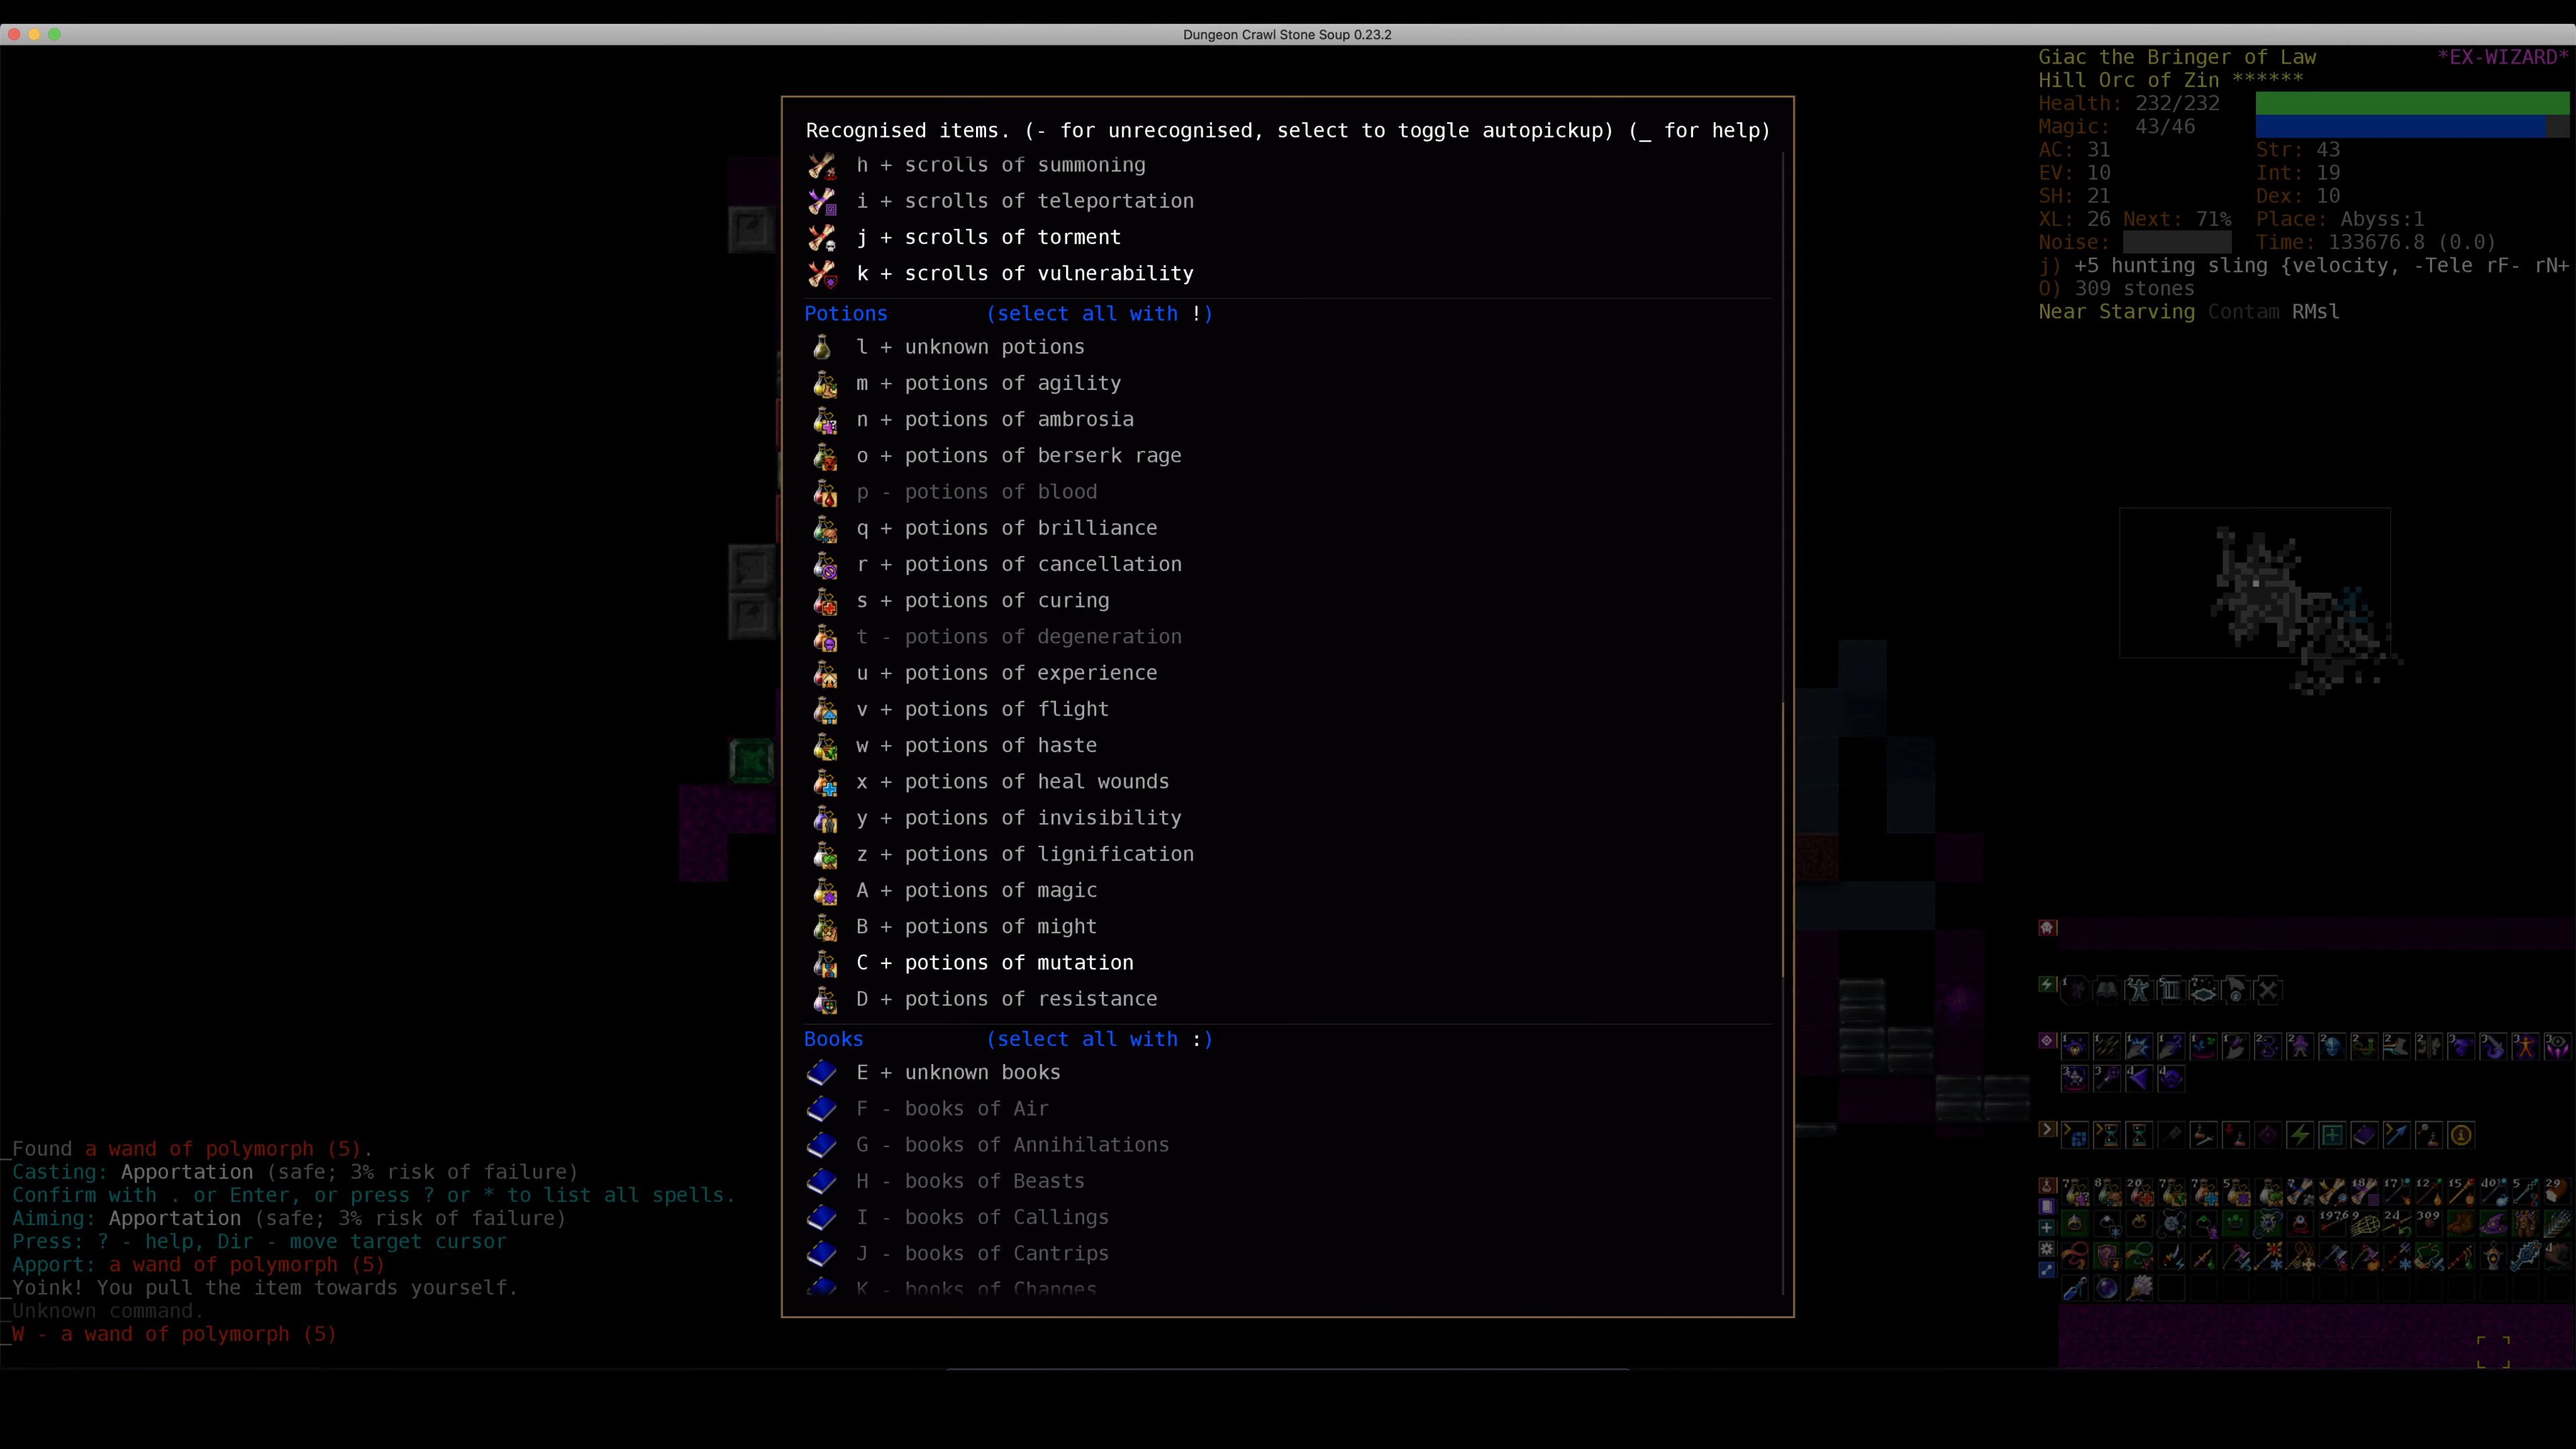 Dungeon Crawl Stone Soup 0.23.2
Giac the Bringer of Law *EX-WIZARD*
Hill Orc of Zin ******
Health: 232/232
Magic: 43/46
AC: 31 Str: 43
EV: 10 Int: 19
SH: 21 Dex: 10
XL: 26 Next: 71% Place: Abyss:1
Noise: Time: 133676.8 (0.0)
j) +5 hunting sling {velocity, -Tele rF- rN+
O) 309 stones
Near Starving Contam RMsl
Recognised items. (- for unrecognised, select to toggle autopickup) (_ for help)
h + scrolls of summoning
i + scrolls of teleportation
j + scrolls of torment
k + scrolls of vulnerability
Potions (select all with !)
l + unknown potions
m + potions of agility
n + potions of ambrosia
o + potions of berserk rage
p - potions of blood
q + potions of brilliance
r + potions of cancellation
s + potions of curing
t - potions of degeneration
u + potions of experience
v + potions of flight
w + potions of haste
x + potions of heal wounds
y + potions of invisibility
z + potions of lignification
A + potions of magic
B + potions of might
C + potions of mutation
D + potions of resistance
Books (select all with :)
E + unknown books
F - books of Air
G - books of Annihilations
H - books of Beasts
I - books of Callings
J - books of Cantrips
K - books of Changes
_Found a wand of polymorph (5).
Casting: Apportation (safe; 3% risk of failure)
Confirm with . or Enter, or press ? or * to list all spells.
Aiming: Apportation (safe; 3% risk of failure)
Press: ? - help, Dir - move target cursor
Apport: a wand of polymorph (5)
_Yoink! You pull the item towards yourself.
_Unknown command.
_W - a wand of polymorph (5)